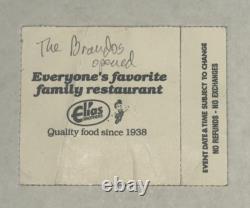 The Brandos
opened
Everyone's favorite
family restaurant
Elias
Quality food since 1938
EVENT DATE & TIME SUBJECT TO CHANGE
NO REFUNDS - NO EXCHANGES
ebay